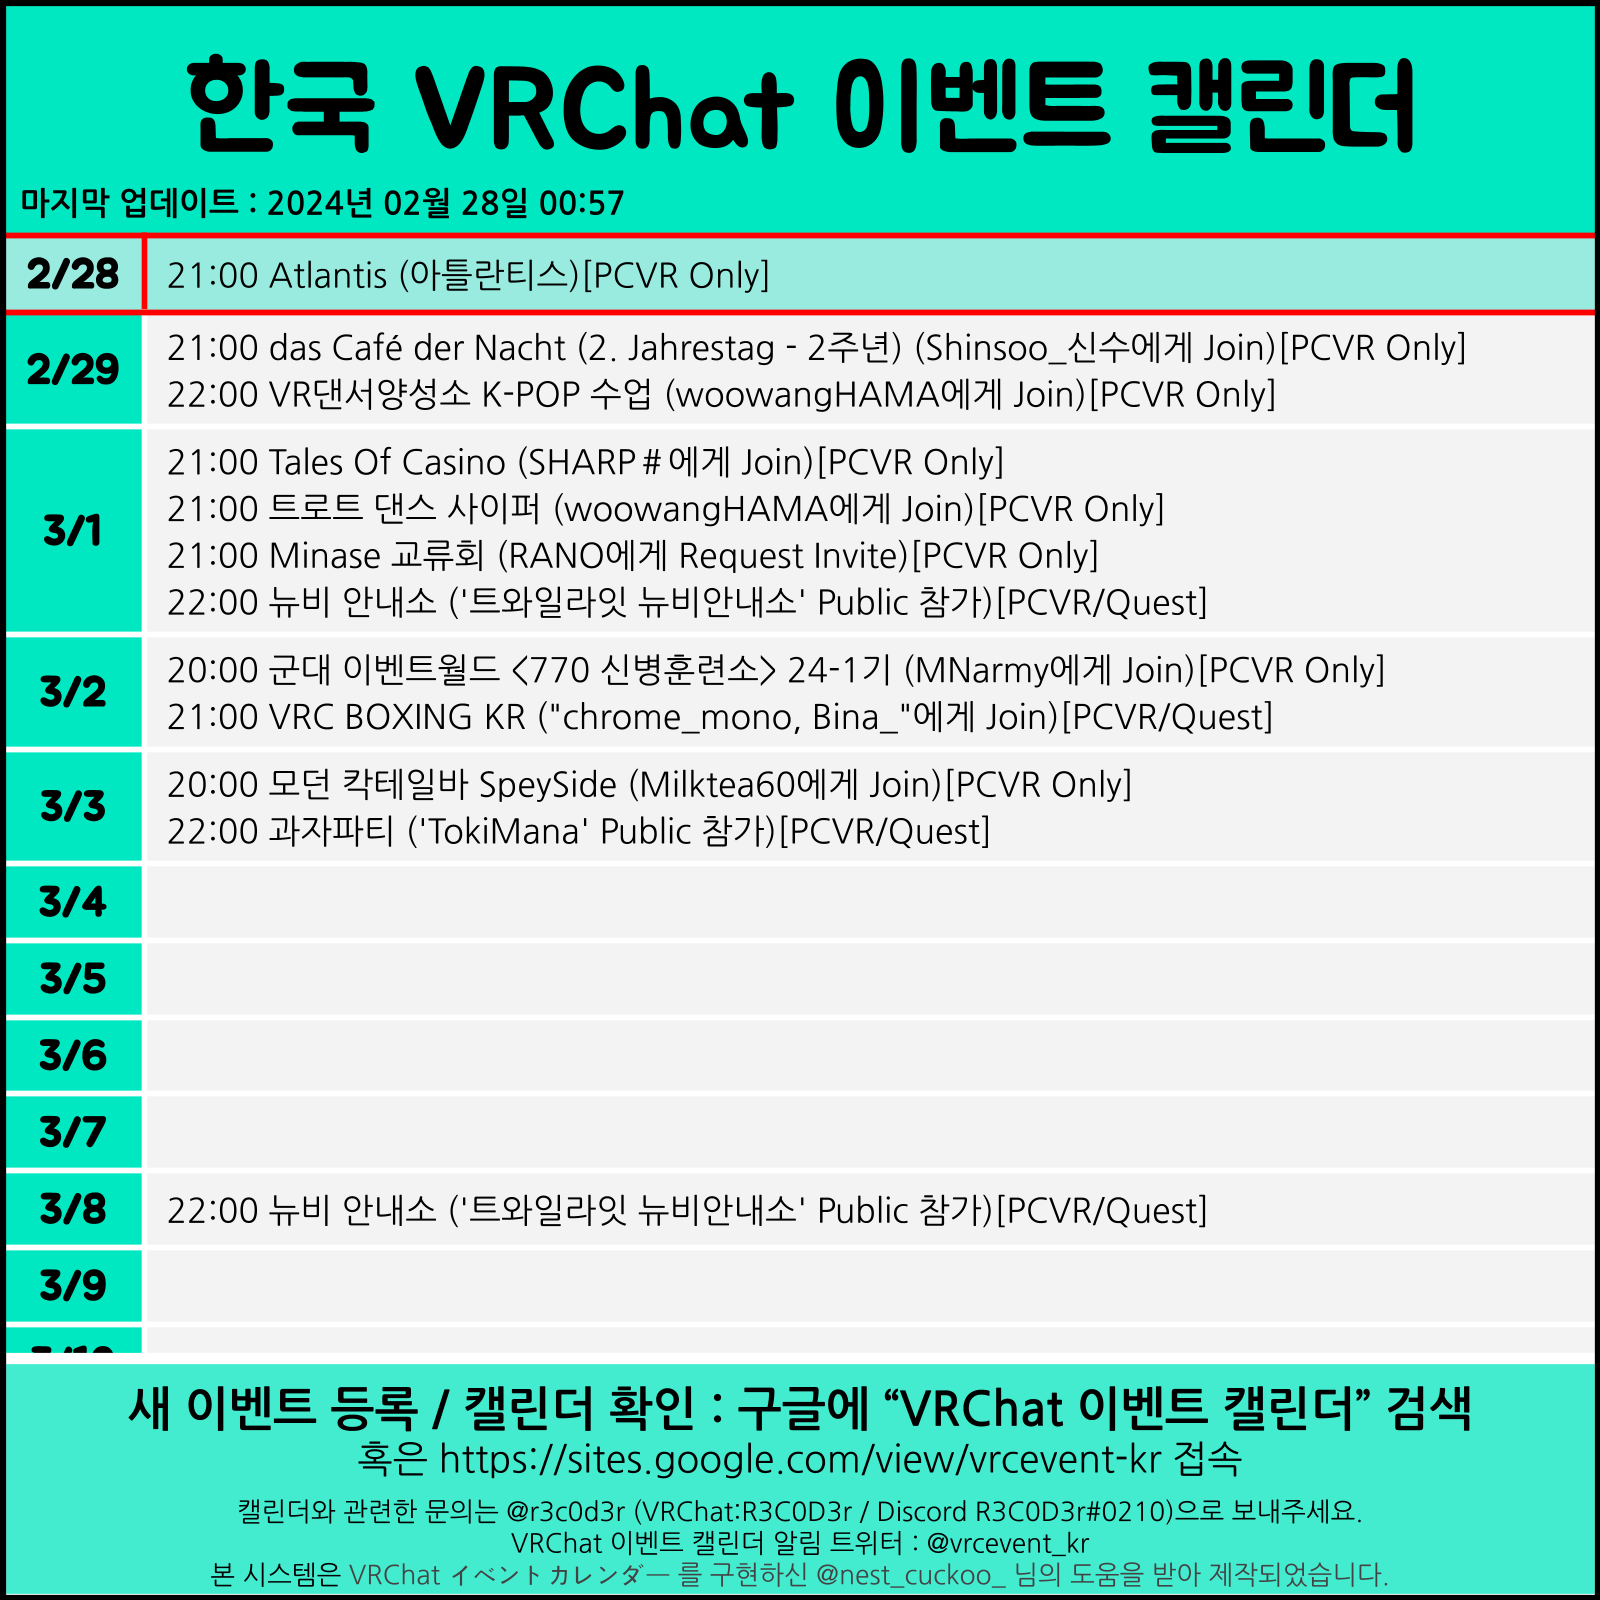 한국 VRChat 이벤트 캘린더
마지막 업데이트 : 2024년 02월 28일 00:57
2/28
21:00 Atlantis (아틀란티스)[PCVR Only]
2/29
21:00 das Café der Nacht (2. Jahrestag - 2주년) (Shinsoo_신수에게 Join)[PCVR Only]
22:00 VR댄서양성소 K-POP 수업 (woowangHAMA에게 Join)[PCVR Only]
3/1
21:00 Tales Of Casino (SHARP＃에게 Join)[PCVR Only]
21:00 트로트 댄스 사이퍼 (woowangHAMA에게 Join)[PCVR Only]
21:00 Minase 교류회 (RANO에게 Request Invite)[PCVR Only]
22:00 뉴비 안내소 ('트와일라잇 뉴비안내소' Public 참가)[PCVR/Quest]
3/2
20:00 군대 이벤트월드 <770 신병훈련소> 24-1기 (MNarmy에게 Join)[PCVR Only]
21:00 VRC BOXING KR ("chrome_mono, Bina_"에게 Join)[PCVR/Quest]
3/3
20:00 모던 칵테일바 SpeySide (Milktea60에게 Join)[PCVR Only]
22:00 과자파티 ('TokiMana' Public 참가)[PCVR/Quest]
3/4
3/5
3/6
3/7
3/8
22:00 뉴비 안내소 ('트와일라잇 뉴비안내소' Public 참가)[PCVR/Quest]
3/9
3/10
새 이벤트 등록 / 캘린더 확인 : 구글에 “VRChat 이벤트 캘린더” 검색
혹은 https://sites.google.com/view/vrcevent-kr 접속
캘린더와 관련한 문의는 @r3c0d3r (VRChat:R3C0D3r / Discord R3C0D3r#0210)으로 보내주세요.
VRChat 이벤트 캘린더 알림 트위터 : @vrcevent_kr
본 시스템은 VRChat イベントカレンダー 를 구현하신 @nest_cuckoo_ 님의 도움을 받아 제작되었습니다.